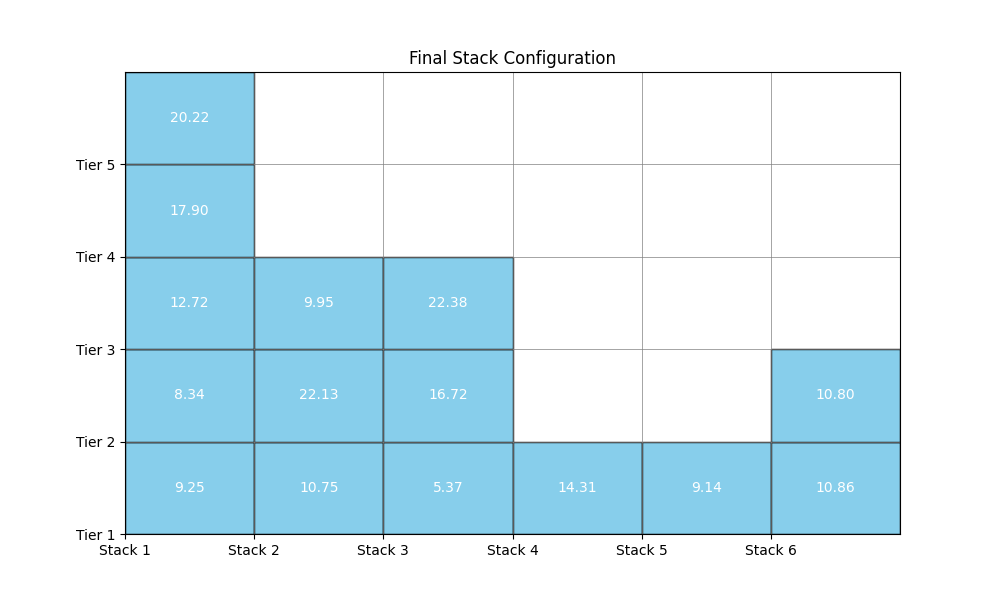 Final Stack Configuration
20.22
Tier 5
17.90
Tier 4
12.72 9.95 22.38
Tier 3
8.34 22.13 16.72 10.80
Tier 2
9.25 10.75 5.37 14.31 9.14 10.86
Tier 1
Stack 1 Stack 2 Stack 3 Stack 4 Stack 5 Stack 6